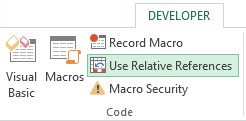 DEVELOPER
Visual
Basic
Macros
Record Macro
Use Relative References
Macro Security
Code